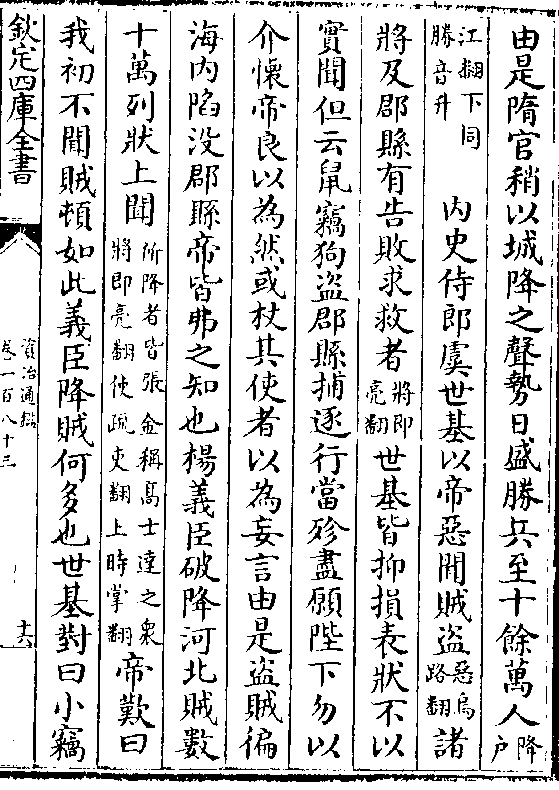 由是隋官稍以城降之聲勢日盛勝兵至十餘萬人降户
江翻下同勝音升　内史侍郎虞世基以帝惡聞賊盗惡烏路翻諸
將及郡縣有告敗求救者將即亮翻世基皆抑損表狀不以
實聞但云鼠竊狗盗郡縣捕逐行當殄盡願陛下勿以
介懷帝良以為然或杖其使者以為妄言由是盗賊徧
海内陷没郡縣帝皆弗之知也楊義臣破降河北賊數
十萬列狀上聞所降者皆張金稱髙士達之衆將即亮翻使疏吏翻上時掌翻帝歎曰
我初不聞賊頓如此義臣降賊何多也世基對曰小竊
欽定四庫全書
資治通鑑
卷一百八十三
十六